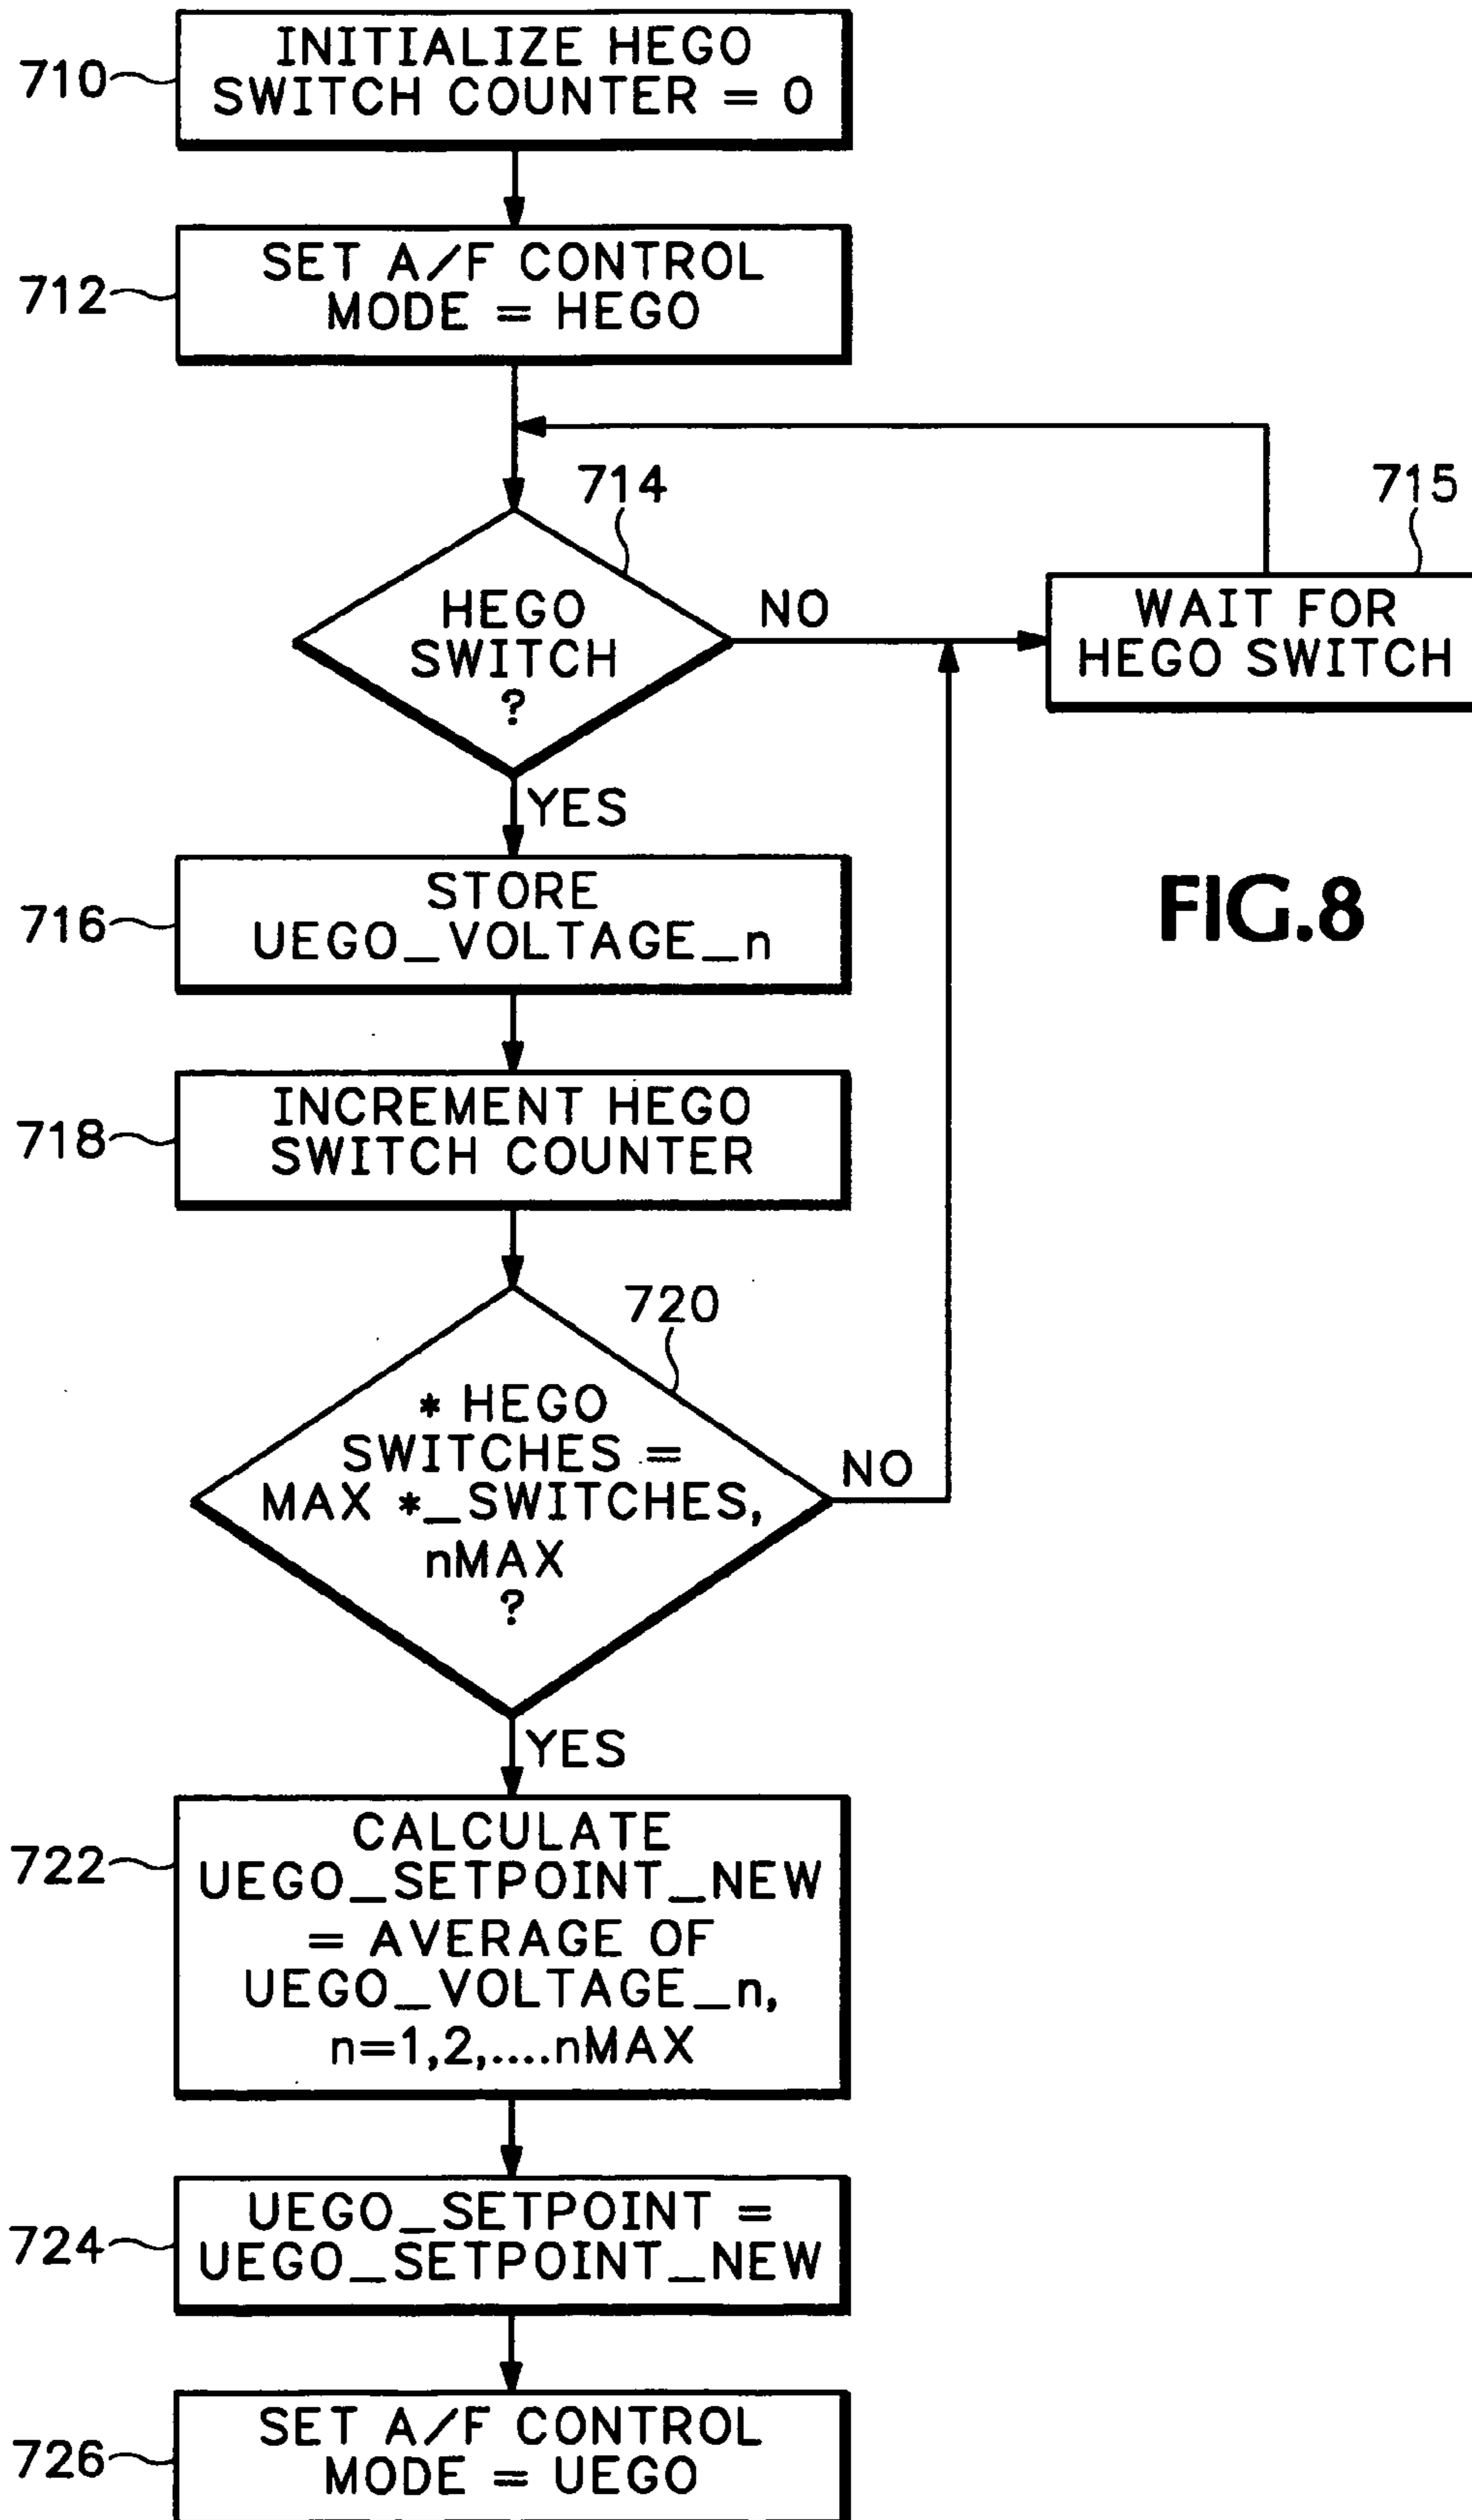 710
INITIALIZE HEGO
SWITCH COUNTER = 0
712
SET A/F CONTROL
MODE = HEGO
714
715
HEGO
SWITCH
?
NO
WAIT FOR
HEGO SWITCH
YES
716
STORE
UEGO_VOLTAGE_n
FIG.8
718
INCREMENT HEGO
SWITCH COUNTER
720
* HEGO
SWITCHES =
MAX *_SWITCHES,
nMAX
?
NO
YES
722
CALCULATE
UEGO_SETPOINT_NEW
= AVERAGE OF
UEGO_VOLTAGE_n,
n=1,2,....nMAX
724
UEGO_SETPOINT =
UEGO_SETPOINT_NEW
726
SET A/F CONTROL
MODE = UEGO